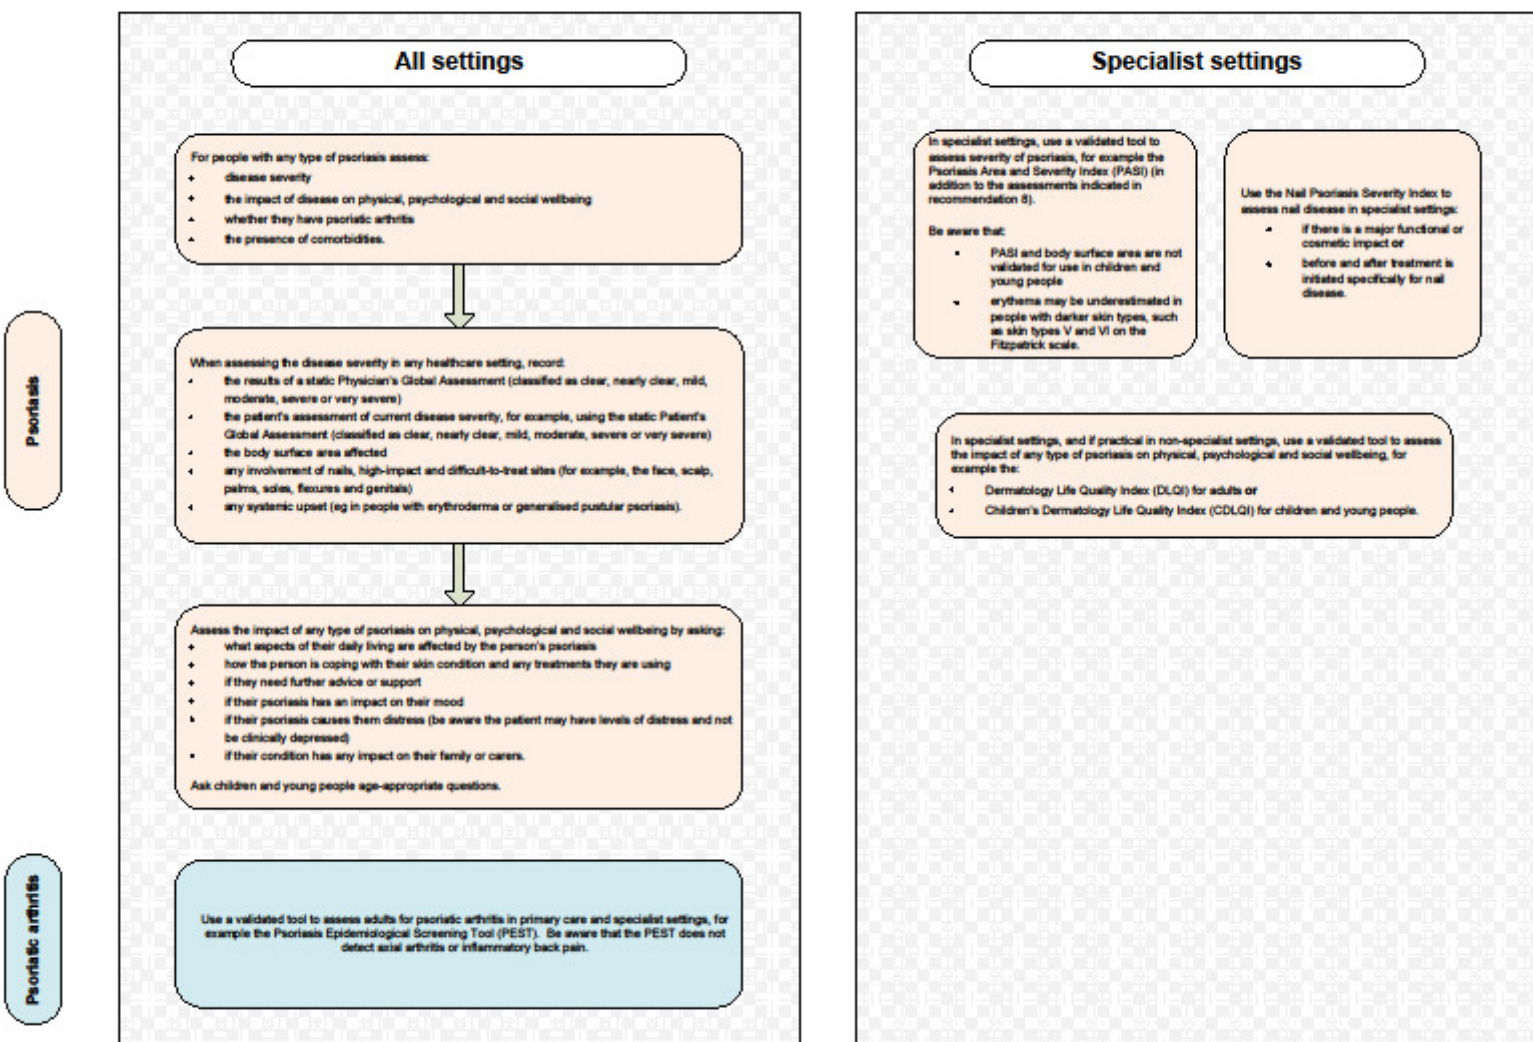 All settings
For people with any type of psoriasis assess:
disease severity
the impact of disease on physical, psychological and social wellbeing
whether they have psoriatic arthritis
the presence of comorbidities.
Psoriasis
When assessing the disease severity in any healthcare setting, record:
the results of a static Physician's Global Assessment (classified as clear, nearly clear, mild,
moderate, severe or very severe)
the patient's assessment of current disease severity, for example, using the static Patient's
Global Assessment (classified as clear, nearly clear, mild, moderate, severe or very severe)
the body surface area affected
any involvement of nails, high-impact and difficult-to-treat sites (for example, the face, scalp,
palms, soles, flexures and genitals)
any systemic upset (eg in people with erythroderma or generalised pustular psoriasis).
Assess the impact of any type of psoriasis on physical, psychological and social wellbeing by asking:
what aspects of their daily living are affected by the person's psoriasis
how the person is coping with their skin condition and any treatments they are using
if they need further advice or support
if their psoriasis has an impact on their mood
if their psoriasis causes them distress (be aware the patient may have levels of distress and not
be clinically depressed)
if their condition has any impact on their family or carers.
Ask children and young people age-appropriate questions.
Psoriatic arthritis
Use a validated tool to assess adults for psoriatic arthritis in primary care and specialist settings, for
example the Psoriasis Epidemiological Screening Tool (PEST). Be aware that the PEST does not
detect axial arthritis or inflammatory back pain.
Specialist settings
In specialist settings, use a validated tool to
assess severity of psoriasis, for example the
Psoriasis Area and Severity Index (PASI) (in
addition to the assessments indicated in
recommendation 8).
Be aware that:
PASI and body surface area are not
validated for use in children and
young people
erythema may be underestimated in
people with darker skin types, such
as skin types V and VI on the
Fitzpatrick scale.
Use the Nail Psoriasis Severity Index to
assess nail disease in specialist settings:
if there is a major functional or
cosmetic impact or
before and after treatment is
initiated specifically for nail
disease.
In specialist settings, and if practical in non-specialist settings, use a validated tool to assess
the impact of any type of psoriasis on physical, psychological and social wellbeing, for
example the:
Dermatology Life Quality Index (DLQI) for adults or
Children's Dermatology Life Quality Index (CDLQI) for children and young people.